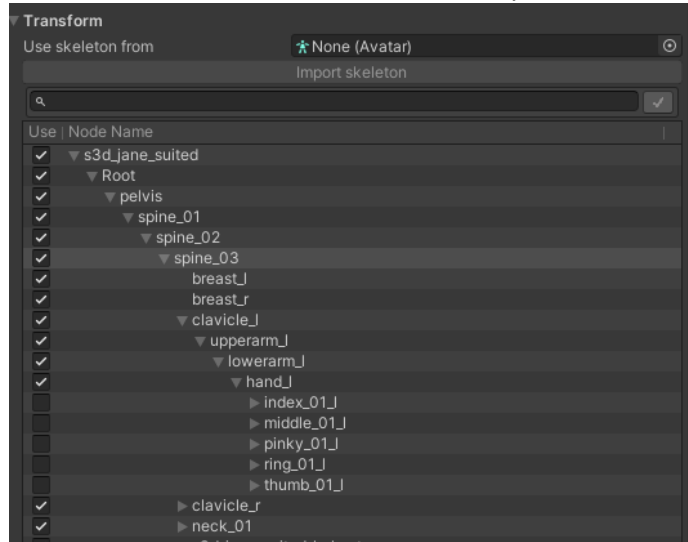 Transform
Use skeleton from None (Avatar)
Import skeleton
Use | Node Name
s3d_jane_suited
Root
pelvis
spine_01
spine_02
spine_03
breast_l
breast_r
clavicle_l
upperarm_l
lowerarm_l
hand_l
index_01_l
middle_01_l
pinky_01_l
ring_01_l
thumb_01_l
clavicle_r
neck_01